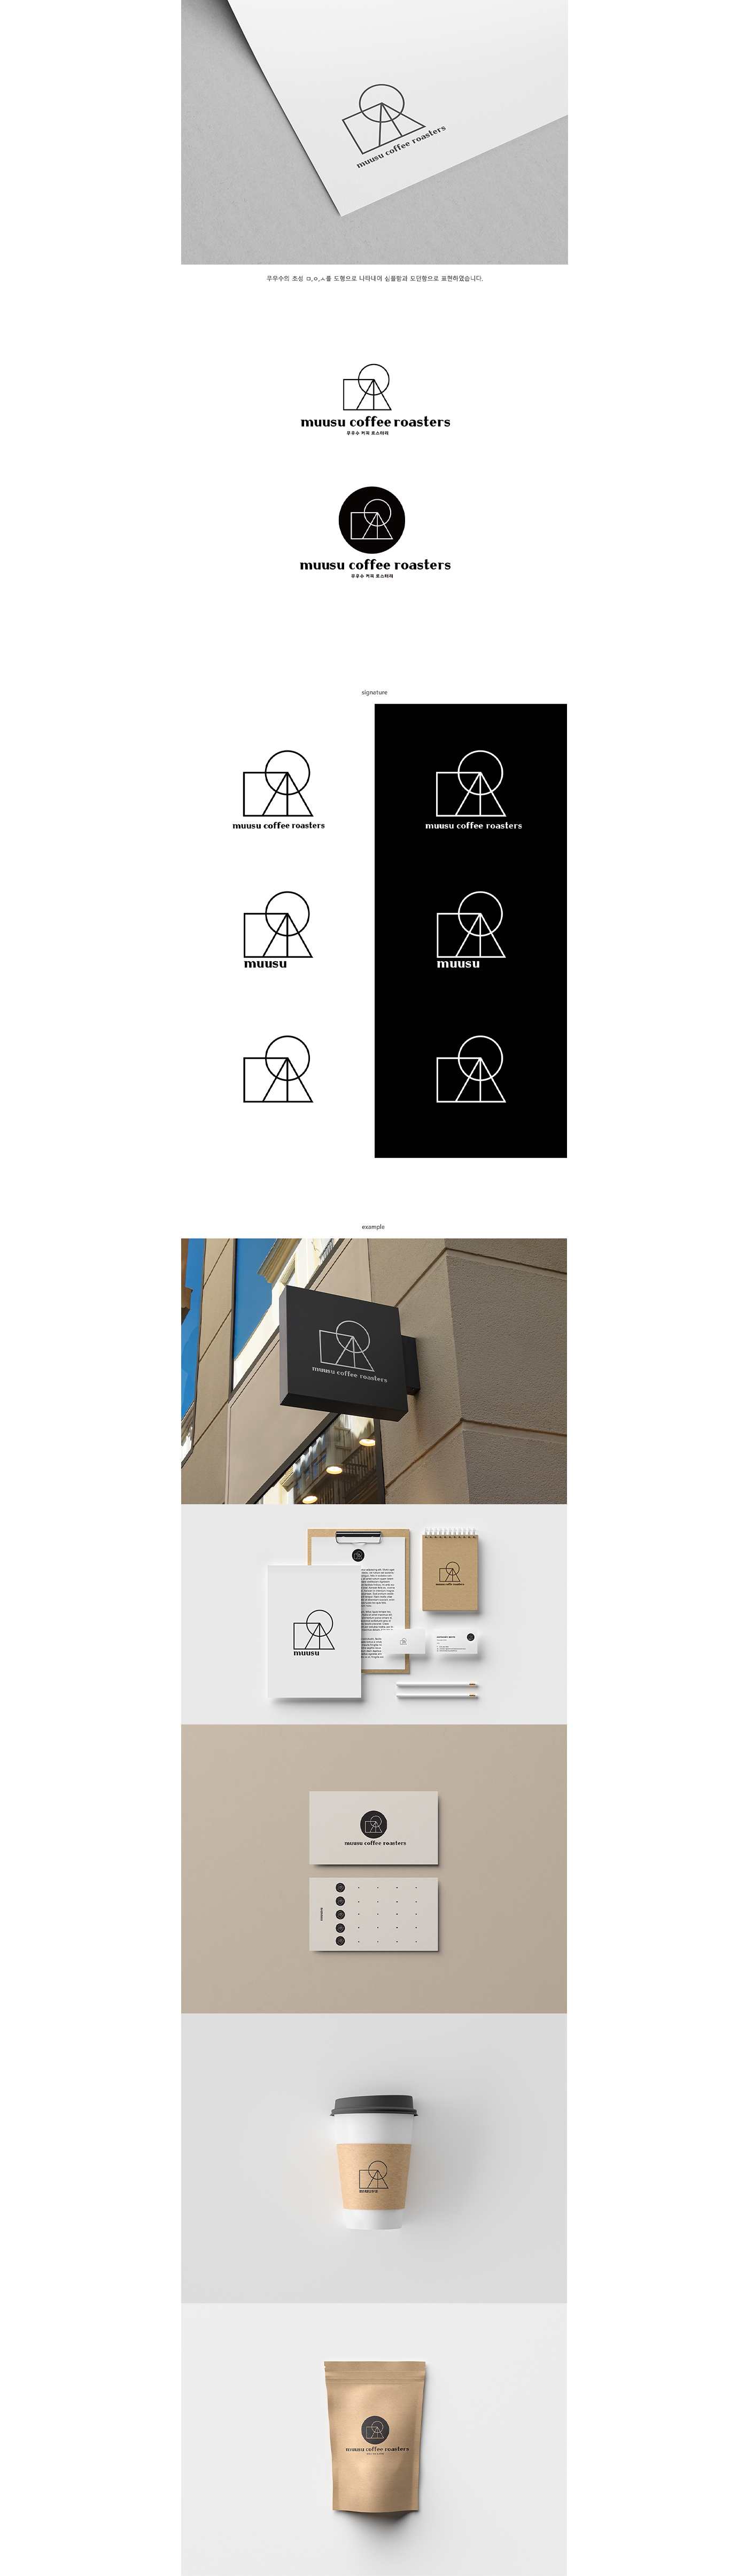 muusu coffee roasters
무우수의 초성 ㅁ,ㅇ,ㅅ를 도형으로 나타내어 심플함과 모던함으로 표현하였습니다.
muusu coffee roasters
무우수 커피 로스터리
muusu coffee roasters
무우수 커피 로스터리
signature
muusu coffee roasters
muusu coffee roasters
muusu
muusu
example
muusu coffee roasters
muusu
muusu coffee roasters
muusu coffee roasters
muusu
muusu coffee roasters